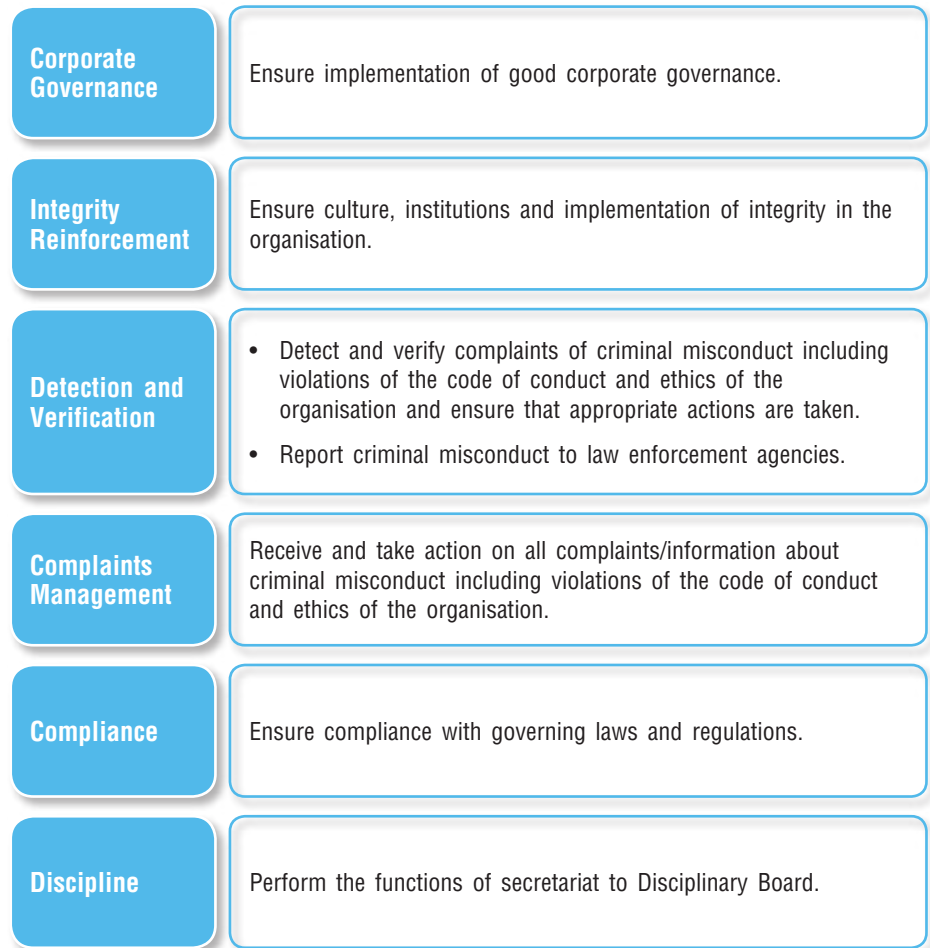 Corporate
Governance
Ensure implementation of good corporate governance.
Integrity
Reinforcement
Ensure culture, institutions and implementation of integrity in the
organisation.
Detection and
Verification
• Detect and verify complaints of criminal misconduct including
violations of the code of conduct and ethics of the
organisation and ensure that appropriate actions are taken.
• Report criminal misconduct to law enforcement agencies.
Complaints
Management
Receive and take action on all complaints/information about
criminal misconduct including violations of the code of conduct
and ethics of the organisation.
Compliance
Ensure compliance with governing laws and regulations.
Discipline
Perform the functions of secretariat to Disciplinary Board.